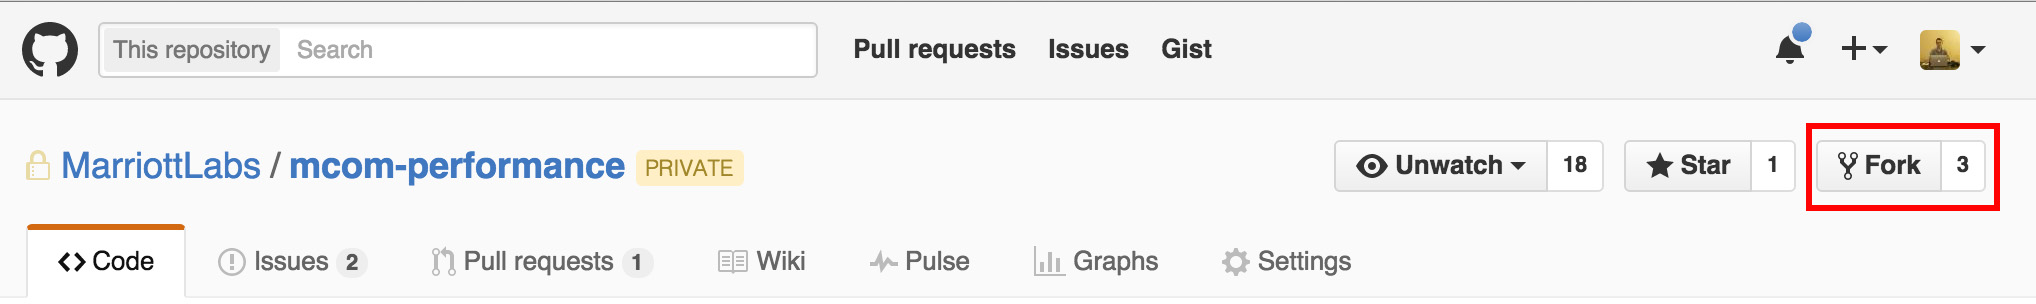 This repository Search Pull requests Issues Gist
MarriottLabs / mcom-performance PRIVATE Unwatch 18 Star 1 Fork 3
Code Issues 2 Pull requests 1 Wiki Pulse Graphs Settings